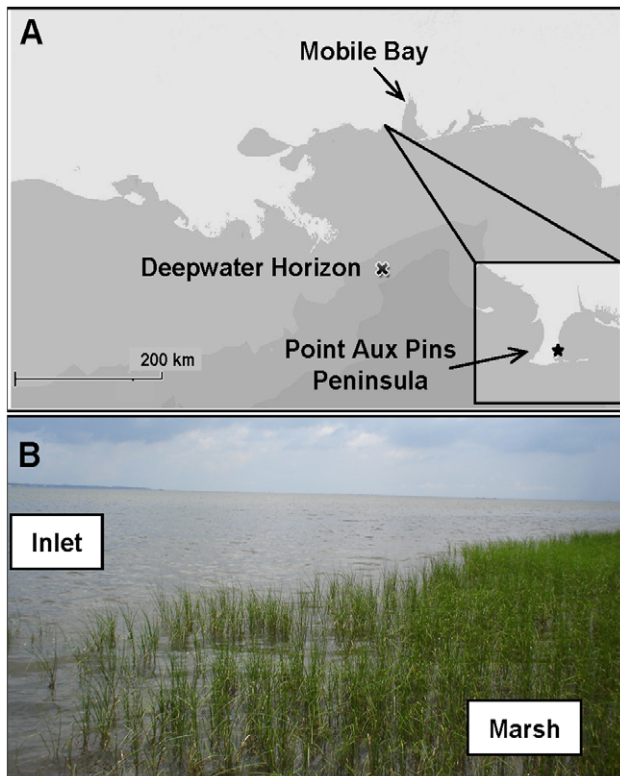 A
Mobile Bay
Deepwater Horizon
200 km
Point Aux Pins
Peninsula
B
Inlet
Marsh